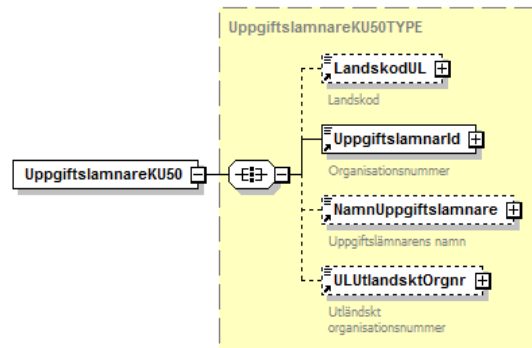 UppgiftslamnareKU50TYPE
LandskodUL
Landskod
UppgiftslamnareKU50
UppgiftslamnarId
Organisationsnummer
NamnUppgiftslamnare
Uppgiftslämnarens namn
ULUtlandsktOrgnr
Utländskt
organisationsnummer